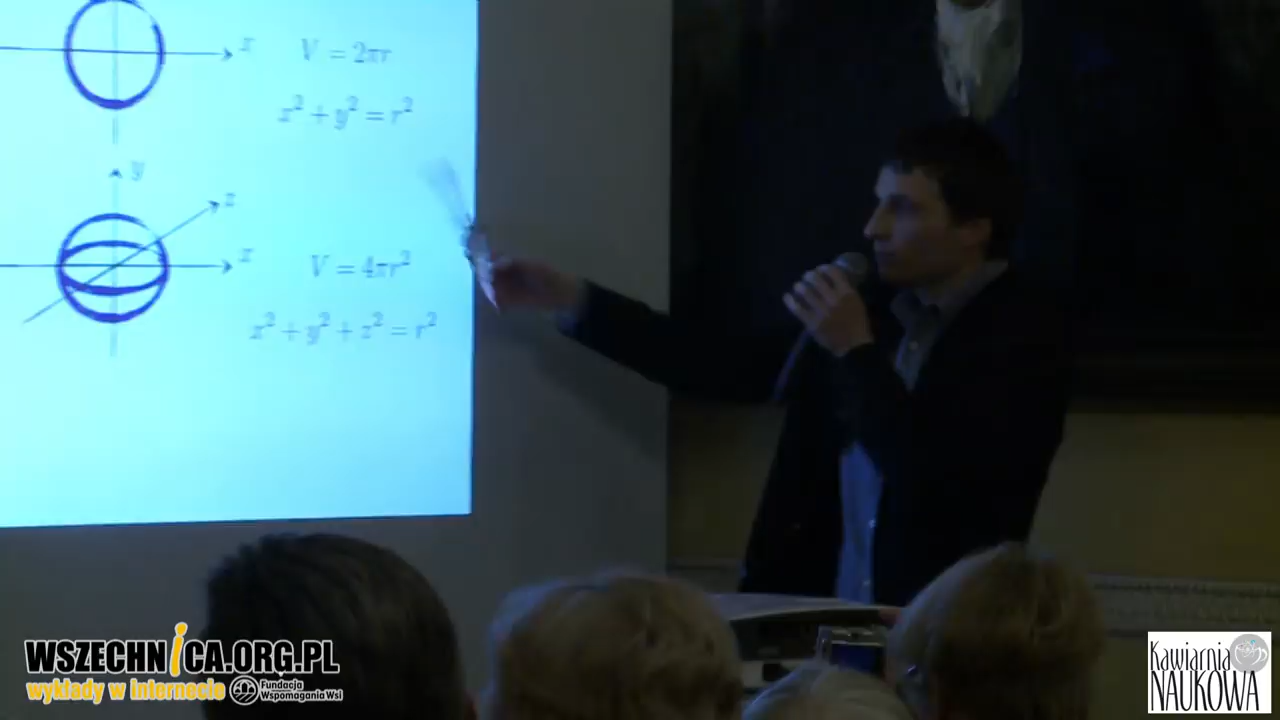 x
V = 2πr
x² + y² = r²
y
z
x
V = 4πr²
x² + y² + z² = r²
WSZECHNiCA.ORG.PL
wykłady w internecie
Fundacja
Wspomagania Wsi
Kawiarnia
NAUKOWA